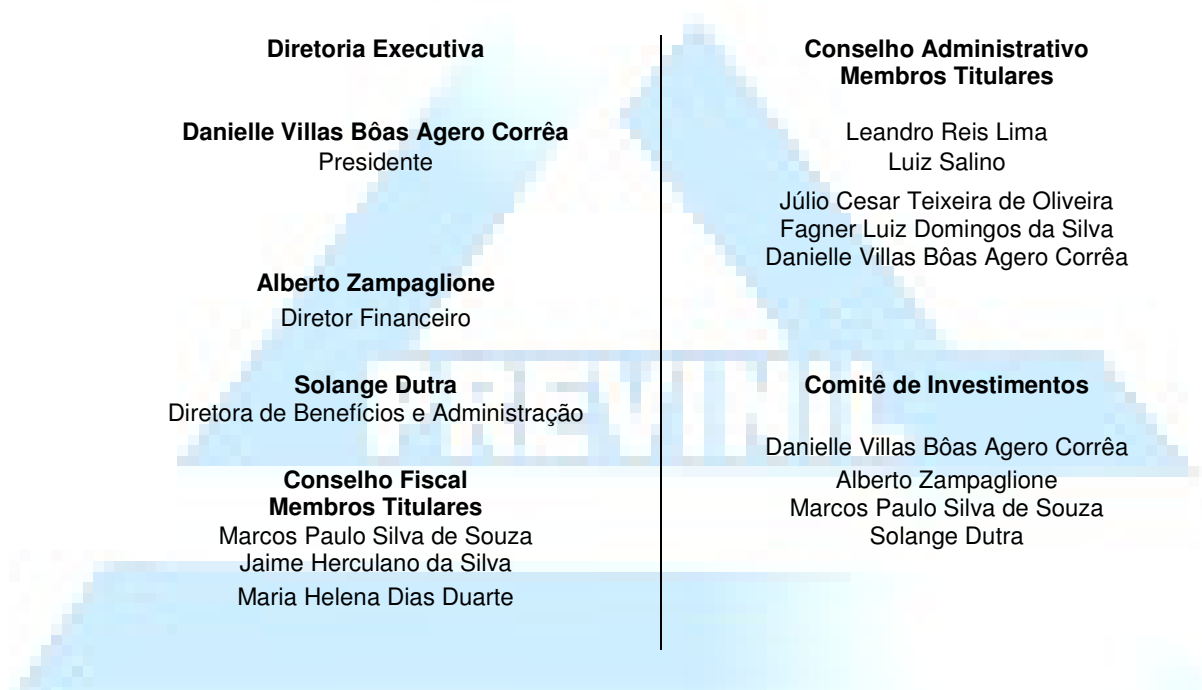 Diretoria Executiva
Danielle Villas Bôas Agero Corrêa
Presidente
Alberto Zampaglione
Diretor Financeiro
Solange Dutra
Diretora de Benefícios e Administração
Conselho Fiscal
Membros Titulares
Marcos Paulo Silva de Souza
Jaime Herculano da Silva
Maria Helena Dias Duarte
Conselho Administrativo
Membros Titulares
Leandro Reis Lima
Luiz Salino
Júlio Cesar Teixeira de Oliveira
Fagner Luiz Domingos da Silva
Danielle Villas Bôas Agero Corrêa
Comitê de Investimentos
Danielle Villas Bôas Agero Corrêa
Alberto Zampaglione
Marcos Paulo Silva de Souza
Solange Dutra
PREVINIL